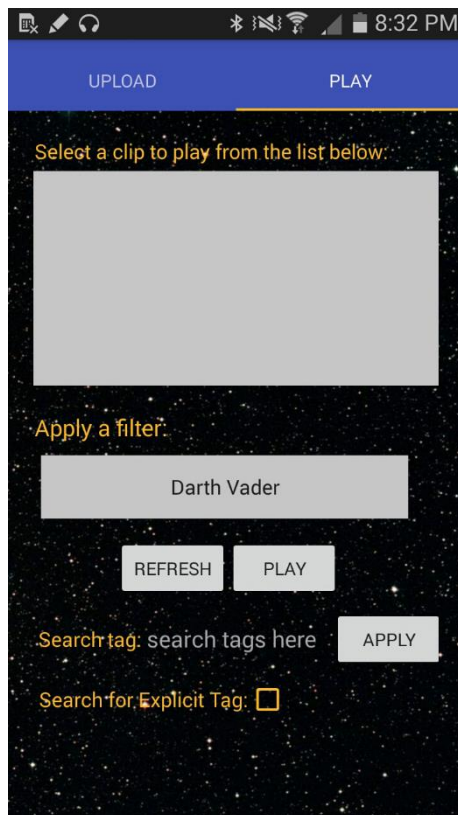 8:32 PM
UPLOAD PLAY
Select a clip to play from the list below:
Apply a filter:
Darth Vader
REFRESH PLAY
Search tag: search tags here APPLY
Search for Explicit Tag: